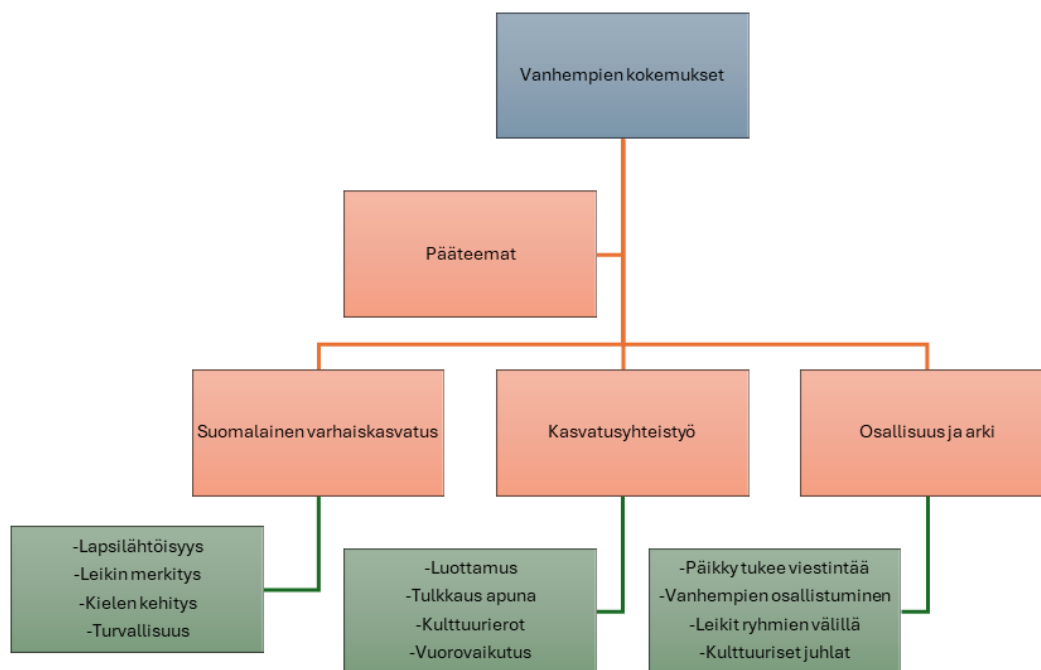 Vanhempien kokemukset
Pääteemat
Suomalainen varhaiskasvatus
Kasvatusyhteistyö
Osallisuus ja arki
-Lapsilähtöisyys
-Leikin merkitys
-Kielen kehitys
-Turvallisuus
-Luottamus
-Tulkkaus apuna
-Kulttuurierot
-Vuorovaikutus
-Päikky tukee viestintää
-Vanhempien osallistuminen
-Leikit ryhmien välillä
-Kulttuuriset juhlat